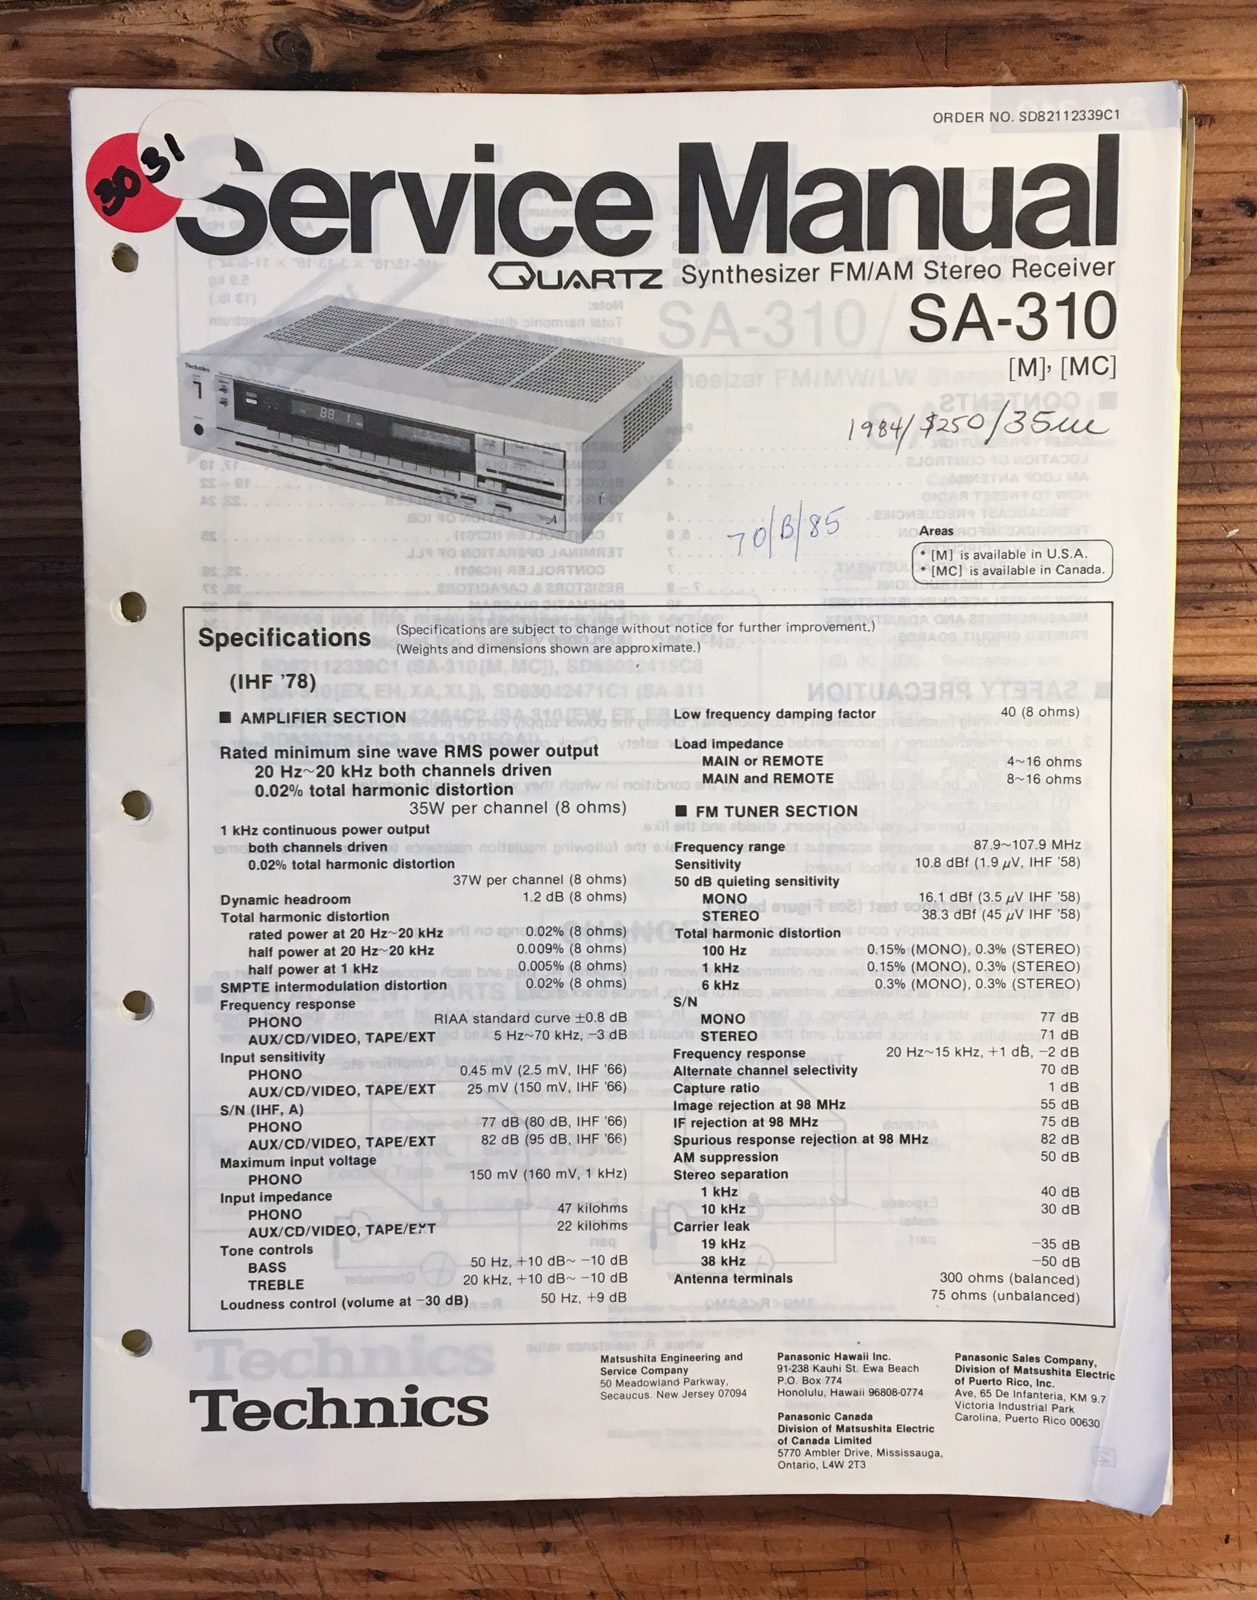 ORDER NO. SD82112339C1
30 31
Service Manual
QUARTZ Synthesizer FM/AM Stereo Receiver
SA-310
[M], [MC]
Technics
88 1
1984/$250/35w
70/B/85
Areas
* [M] is available in U.S.A.
* [MC] is available in Canada.
Specifications
(Specifications are subject to change without notice for further improvement.)
(Weights and dimensions shown are approximate.)
(IHF '78)
■ AMPLIFIER SECTION
Rated minimum sine wave RMS power output
20 Hz~20 kHz both channels driven
0.02% total harmonic distortion
35W per channel (8 ohms)
1 kHz continuous power output
both channels driven
0.02% total harmonic distortion
37W per channel (8 ohms)
Dynamic headroom 1.2 dB (8 ohms)
Total harmonic distortion
rated power at 20 Hz~20 kHz 0.02% (8 ohms)
half power at 20 Hz~20 kHz 0.009% (8 ohms)
half power at 1 kHz 0.005% (8 ohms)
SMPTE intermodulation distortion 0.02% (8 ohms)
Frequency response
PHONO RIAA standard curve ±0.8 dB
AUX/CD/VIDEO, TAPE/EXT 5 Hz~70 kHz, −3 dB
Input sensitivity
PHONO 0.45 mV (2.5 mV, IHF '66)
AUX/CD/VIDEO, TAPE/EXT 25 mV (150 mV, IHF '66)
S/N (IHF, A)
PHONO 77 dB (80 dB, IHF '66)
AUX/CD/VIDEO, TAPE/EXT 82 dB (95 dB, IHF '66)
Maximum input voltage
PHONO 150 mV (160 mV, 1 kHz)
Input impedance
PHONO 47 kilohms
AUX/CD/VIDEO, TAPE/EXT 22 kilohms
Tone controls
BASS 50 Hz, +10 dB~ −10 dB
TREBLE 20 kHz, +10 dB~ −10 dB
Loudness control (volume at −30 dB) 50 Hz, +9 dB
Low frequency damping factor 40 (8 ohms)
Load impedance
MAIN or REMOTE 4~16 ohms
MAIN and REMOTE 8~16 ohms
■ FM TUNER SECTION
Frequency range 87.9~107.9 MHz
Sensitivity 10.8 dBf (1.9 μV, IHF '58)
50 dB quieting sensitivity
MONO 16.1 dBf (3.5 μV IHF '58)
STEREO 38.3 dBf (45 μV IHF '58)
Total harmonic distortion
100 Hz 0.15% (MONO), 0.3% (STEREO)
1 kHz 0.15% (MONO), 0.3% (STEREO)
6 kHz 0.3% (MONO), 0.3% (STEREO)
S/N
MONO 77 dB
STEREO 71 dB
Frequency response 20 Hz~15 kHz, +1 dB, −2 dB
Alternate channel selectivity 70 dB
Capture ratio 1 dB
Image rejection at 98 MHz 55 dB
IF rejection at 98 MHz 75 dB
Spurious response rejection at 98 MHz 82 dB
AM suppression 50 dB
Stereo separation
1 kHz 40 dB
10 kHz 30 dB
Carrier leak
19 kHz −35 dB
38 kHz −50 dB
Antenna terminals 300 ohms (balanced)
75 ohms (unbalanced)
Technics
Matsushita Engineering and
Service Company
50 Meadowland Parkway,
Secaucus. New Jersey 07094
Panasonic Hawaii Inc.
91-238 Kauhi St. Ewa Beach
P.O. Box 774
Honolulu, Hawaii 96808-0774
Panasonic Canada
Division of Matsushita Electric
of Canada Limited
5770 Ambler Drive, Mississauga,
Ontario, L4W 2T3
Panasonic Sales Company,
Division of Matsushita Electric
of Puerto Rico, Inc.
Ave, 65 De Infanteria, KM 9.7
Victoria Industrial Park
Carolina, Puerto Rico 00630